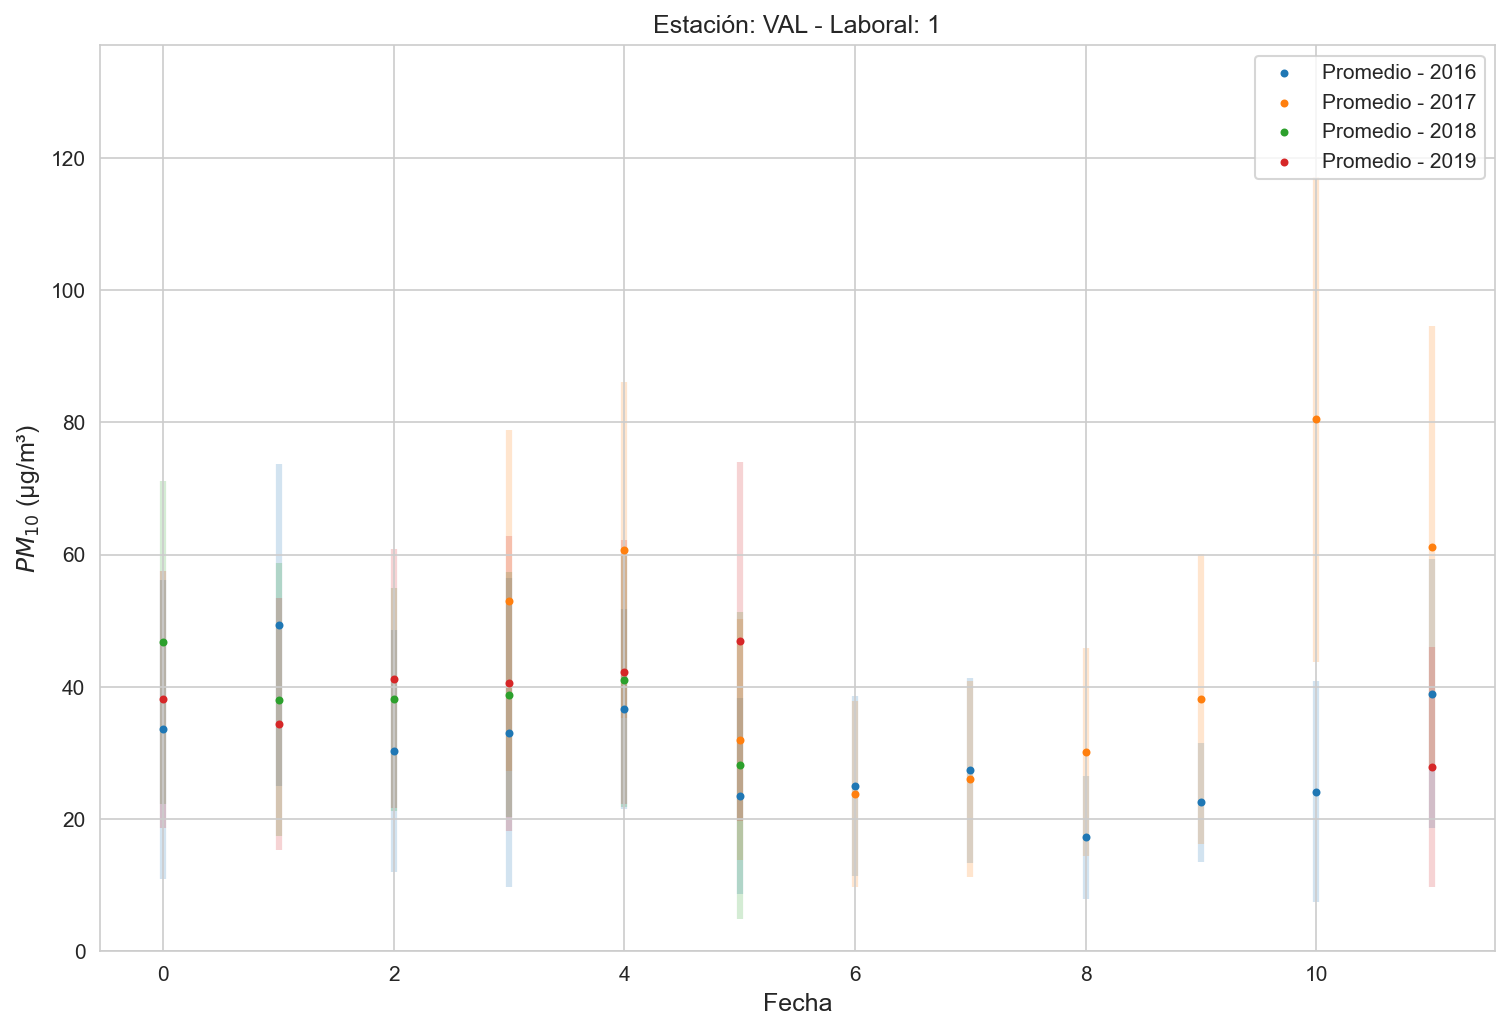 Estación: VAL - Laboral: 1
Promedio - 2016
Promedio - 2017
Promedio - 2018
Promedio - 2019
120
100
80
60
40
20
0
PM₁₀ (µg/m³)
0 2 4 6 8 10
Fecha